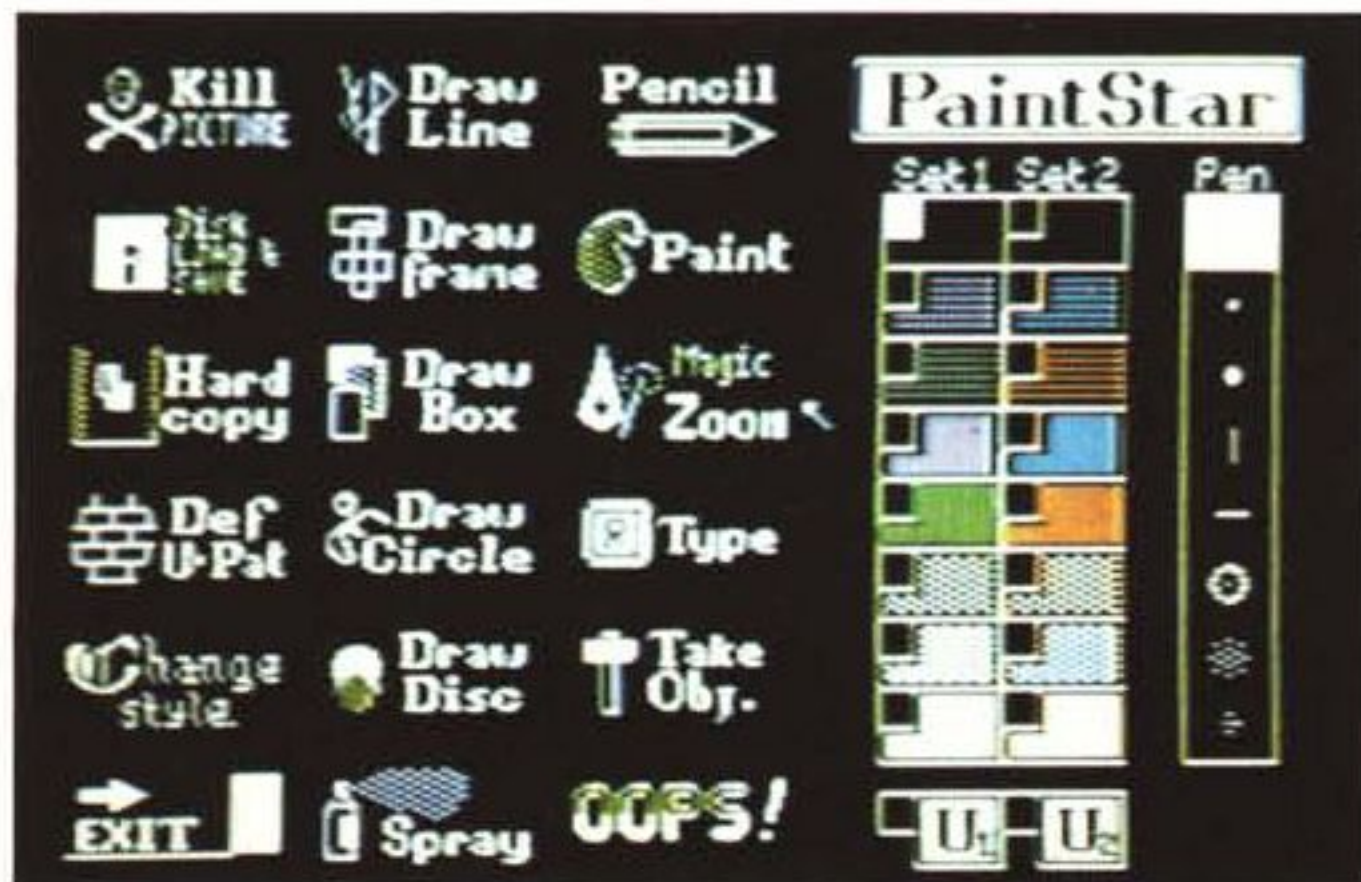 Kill
PICTURE
Draw
Line
Pencil
PaintStar
Set1 Set2 Pen
Disk
Draw
frame
Paint
Hard
copy
Draw
Box
Magic
Zoom
Def
U-Pat
Draw
Circle
Type
Change
style
Draw
Disc
Take
Obj.
EXIT
Spray
OOPS!
U1 U2